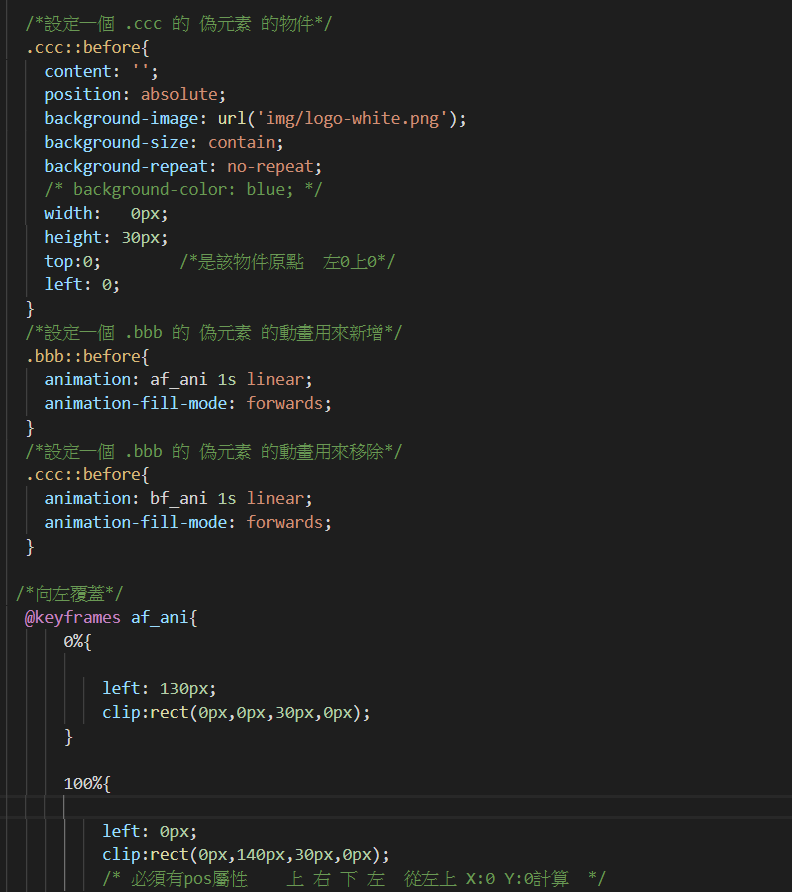 /*設定一個 .ccc 的 偽元素 的物件*/
.ccc::before{
content: '';
position: absolute;
background-image: url('img/logo-white.png');
background-size: contain;
background-repeat: no-repeat;
/* background-color: blue; */
width:   0px;
height: 30px;
top:0;        /*是該物件原點  左0上0*/
left: 0;
}
/*設定一個 .bbb 的 偽元素 的動畫用來新增*/
.bbb::before{
animation: af_ani 1s linear;
animation-fill-mode: forwards;
}
/*設定一個 .bbb 的 偽元素 的動畫用來移除*/
.ccc::before{
animation: bf_ani 1s linear;
animation-fill-mode: forwards;
}
/*向左覆蓋*/
@keyframes af_ani{
0%{
left: 130px;
clip:rect(0px,0px,30px,0px);
}
100%{
left: 0px;
clip:rect(0px,140px,30px,0px);
/* 必須有pos屬性    上 右 下 左  從左上 X:0 Y:0計算  */